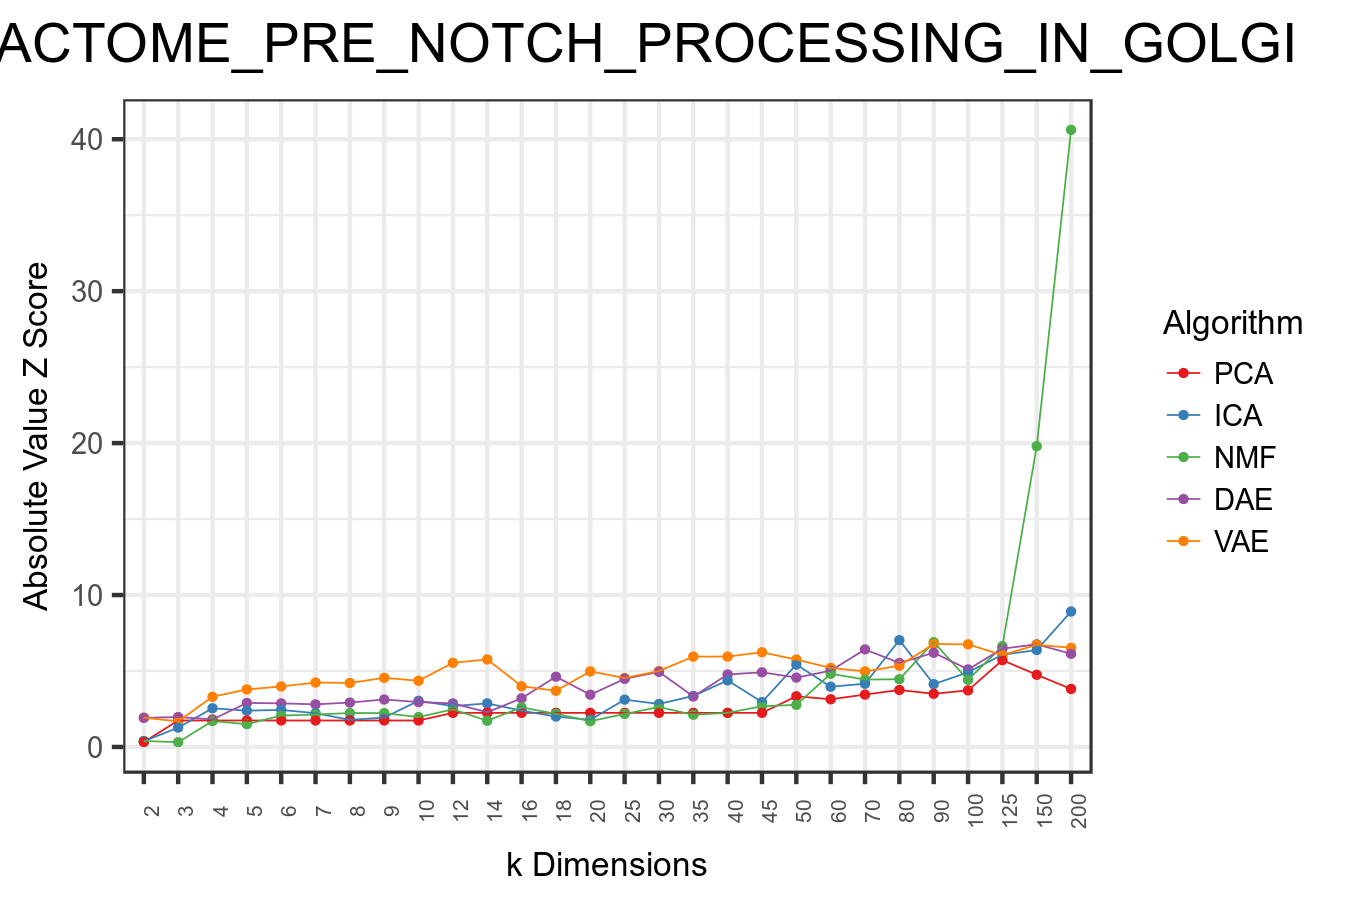 ACTOME_PRE_NOTCH_PROCESSING_IN_GOLGI
40
30
20
10
0
Absolute Value Z Score
2 3 4 5 6 7 8 9 10 12 14 16 18 20 25 30 35 40 45 50 60 70 80 90 100 125 150 200
k Dimensions
Algorithm
PCA
ICA
NMF
DAE
VAE